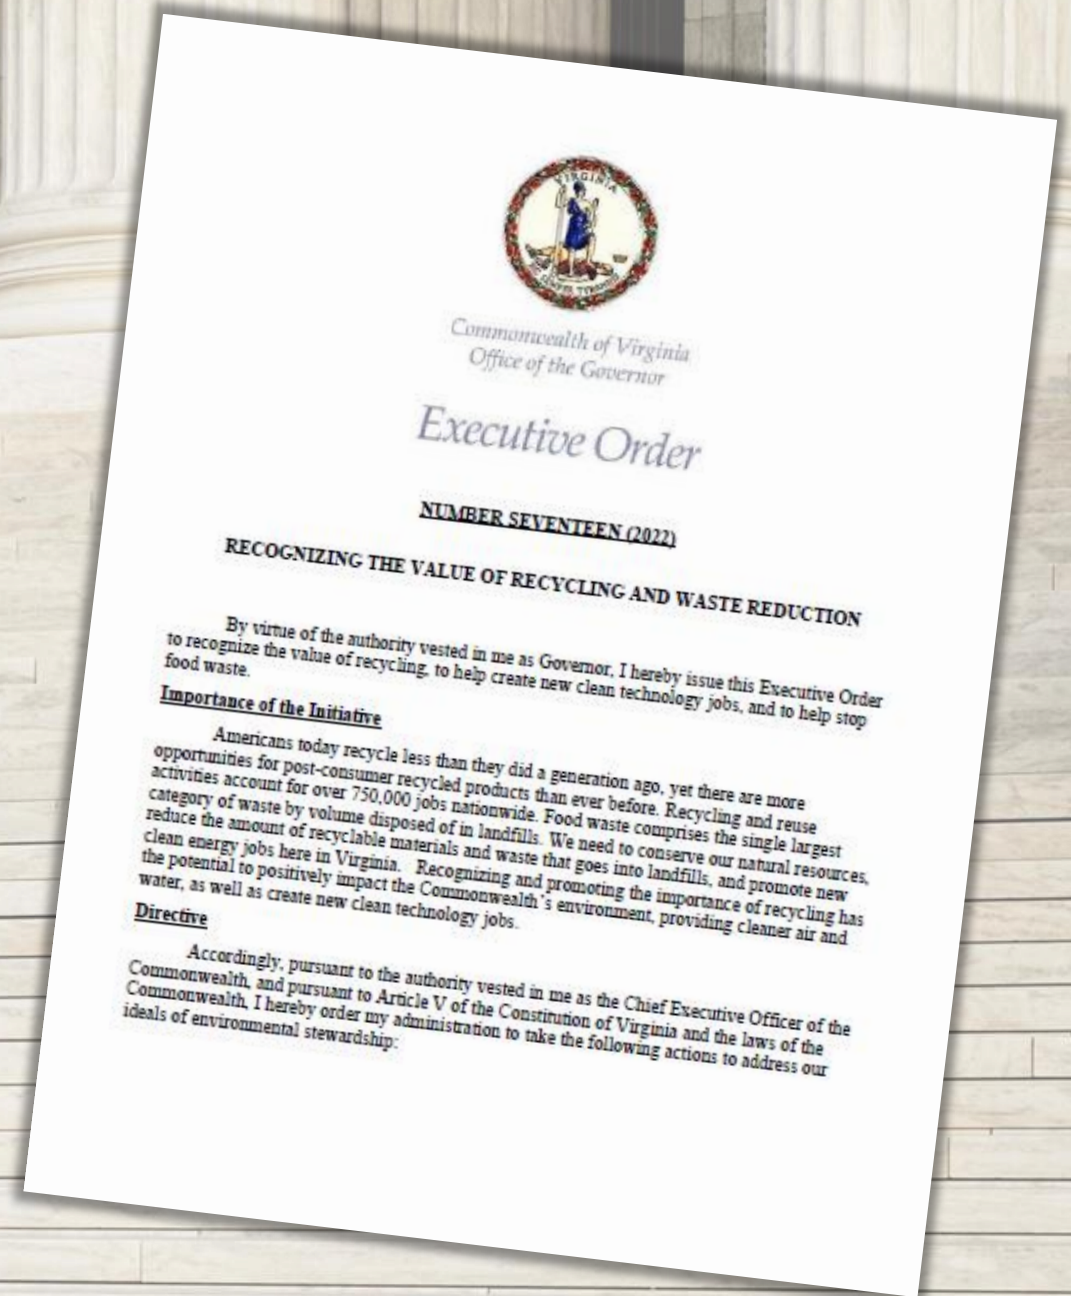 VIRGINIA
SIC SEMPER TYRANNIS
Commonwealth of Virginia
Office of the Governor
Executive Order
NUMBER SEVENTEEN (2022)
RECOGNIZING THE VALUE OF RECYCLING AND WASTE REDUCTION
By virtue of the authority vested in me as Governor, I hereby issue this Executive Order
to recognize the value of recycling, to help create new clean technology jobs, and to help stop
food waste.
Importance of the Initiative
Americans today recycle less than they did a generation ago, yet there are more
opportunities for post-consumer recycled products than ever before. Recycling and reuse
activities account for over 750,000 jobs nationwide. Food waste comprises the single largest
category of waste by volume disposed of in landfills. We need to conserve our natural resources,
reduce the amount of recyclable materials and waste that goes into landfills, and promote new
clean energy jobs here in Virginia. Recognizing and promoting the importance of recycling has
the potential to positively impact the Commonwealth's environment, providing cleaner air and
water, as well as create new clean technology jobs.
Directive
Accordingly, pursuant to the authority vested in me as the Chief Executive Officer of the
Commonwealth, and pursuant to Article V of the Constitution of Virginia and the laws of the
Commonwealth, I hereby order my administration to take the following actions to address our
ideals of environmental stewardship: